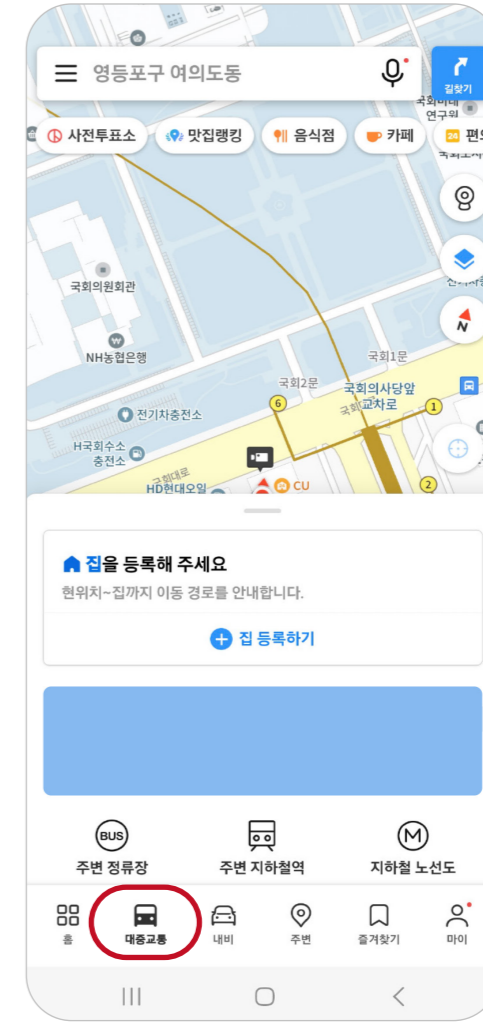 영등포구 여의도동
길찾기
사전투표소
맛집랭킹
음식점
카페
24
연구원
국회의원회관
N
NH농협은행
국회1문
국회2문
국회의사당앞
교차로
6
1
전기차충전소
H국회수소
충전소
국회대로
HD현대오일
CU
2
집을 등록해 주세요
현위치~집까지 이동 경로를 안내합니다.
집 등록하기
BUS
M
주변 정류장
주변 지하철역
지하철 노선도
홈
대중교통
내비
주변
즐겨찾기
마이